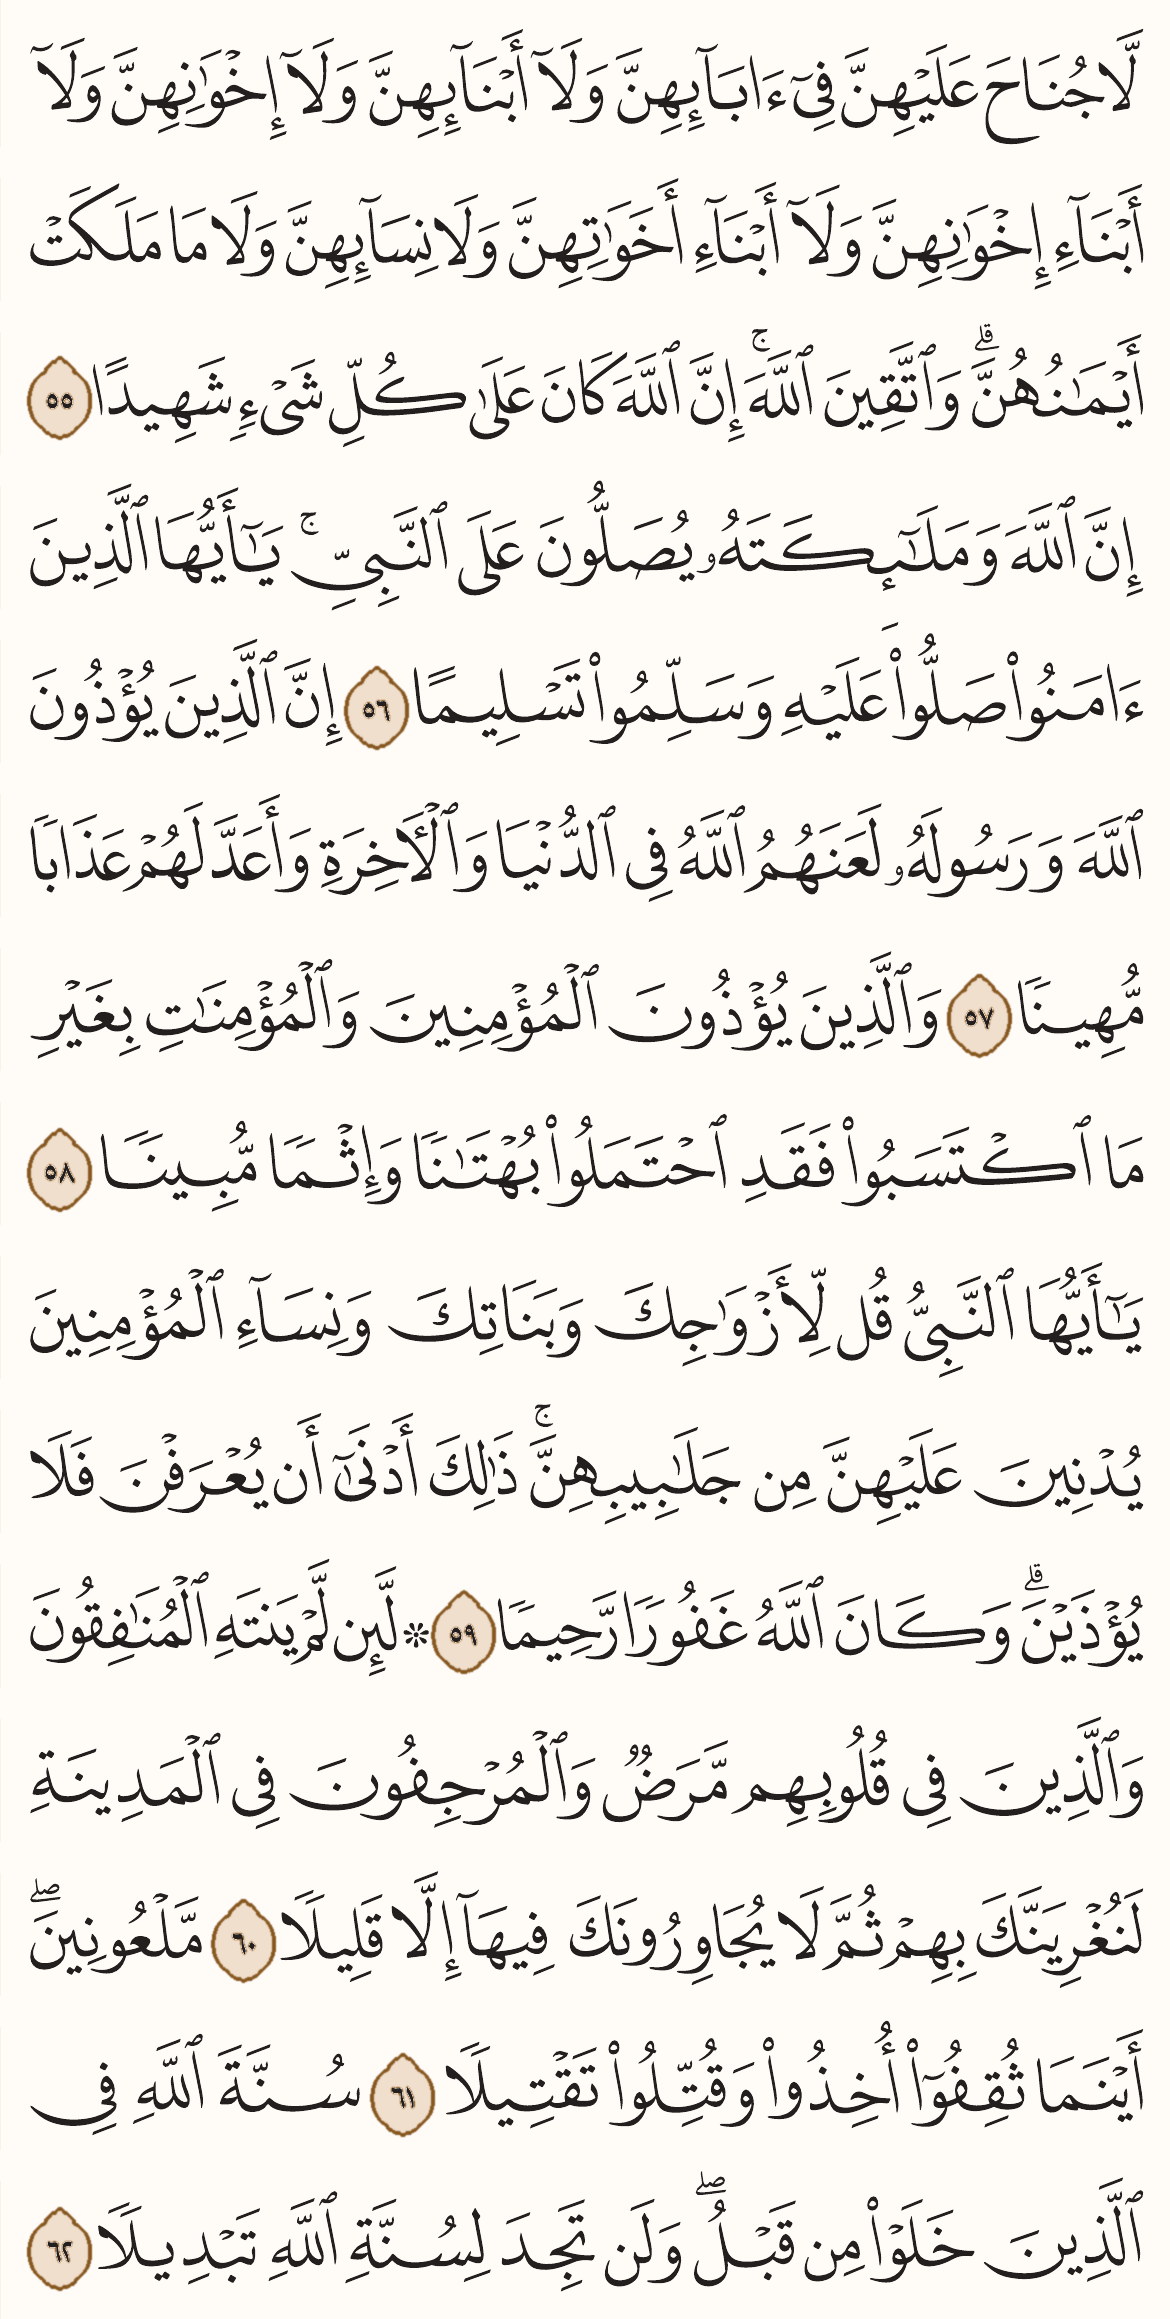 لَّا جُنَاحَ عَلَيْهِنَّ فِىٓ ءَابَآئِهِنَّ وَلَآ أَبْنَآئِهِنَّ وَلَآ إِخْوَٰنِهِنَّ وَلَآ
أَبْنَآءِ إِخْوَٰنِهِنَّ وَلَآ أَبْنَآءِ أَخَوَٰتِهِنَّ وَلَا نِسَآئِهِنَّ وَلَا مَا مَلَكَتْ
أَيْمَٰنُهُنَّ ۗ وَٱتَّقِينَ ٱللَّهَ ۚ إِنَّ ٱللَّهَ كَانَ عَلَىٰ كُلِّ شَىْءٍ شَهِيدًا ٥٥
إِنَّ ٱللَّهَ وَمَلَٰٓئِكَتَهُۥ يُصَلُّونَ عَلَى ٱلنَّبِىِّ ۚ يَٰٓأَيُّهَا ٱلَّذِينَ
ءَامَنُوا۟ صَلُّوا۟ عَلَيْهِ وَسَلِّمُوا۟ تَسْلِيمًا ٥٦ إِنَّ ٱلَّذِينَ يُؤْذُونَ
ٱللَّهَ وَرَسُولَهُۥ لَعَنَهُمُ ٱللَّهُ فِى ٱلدُّنْيَا وَٱلْأَخِرَةِ وَأَعَدَّ لَهُمْ عَذَابًا
مُّهِينًا ٥٧ وَٱلَّذِينَ يُؤْذُونَ ٱلْمُؤْمِنِينَ وَٱلْمُؤْمِنَٰتِ بِغَيْرِ
مَا ٱكْتَسَبُوا۟ فَقَدِ ٱحْتَمَلُوا۟ بُهْتَٰنًا وَإِثْمًا مُّبِينًا ٥٨
يَٰٓأَيُّهَا ٱلنَّبِىُّ قُل لِّأَزْوَٰجِكَ وَبَنَاتِكَ وَنِسَآءِ ٱلْمُؤْمِنِينَ
يُدْنِينَ عَلَيْهِنَّ مِن جَلَٰبِيبِهِنَّ ۚ ذَٰلِكَ أَدْنَىٰٓ أَن يُعْرَفْنَ فَلَا
يُؤْذَيْنَ ۗ وَكَانَ ٱللَّهُ غَفُورًا رَّحِيمًا ٥٩ ۞ لَّئِن لَّمْ يَنتَهِ ٱلْمُنَٰفِقُونَ
وَٱلَّذِينَ فِى قُلُوبِهِم مَّرَضٌ وَٱلْمُرْجِفُونَ فِى ٱلْمَدِينَةِ
لَنُغْرِيَنَّكَ بِهِمْ ثُمَّ لَا يُجَاوِرُونَكَ فِيهَآ إِلَّا قَلِيلًا ٦٠ مَّلْعُونِينَ ۖ
أَيْنَمَا ثُقِفُوٓا۟ أُخِذُوا۟ وَقُتِّلُوا۟ تَقْتِيلًا ٦١ سُنَّةَ ٱللَّهِ فِى
ٱلَّذِينَ خَلَوْا۟ مِن قَبْلُ ۖ وَلَن تَجِدَ لِسُنَّةِ ٱللَّهِ تَبْدِيلًا ٦٢